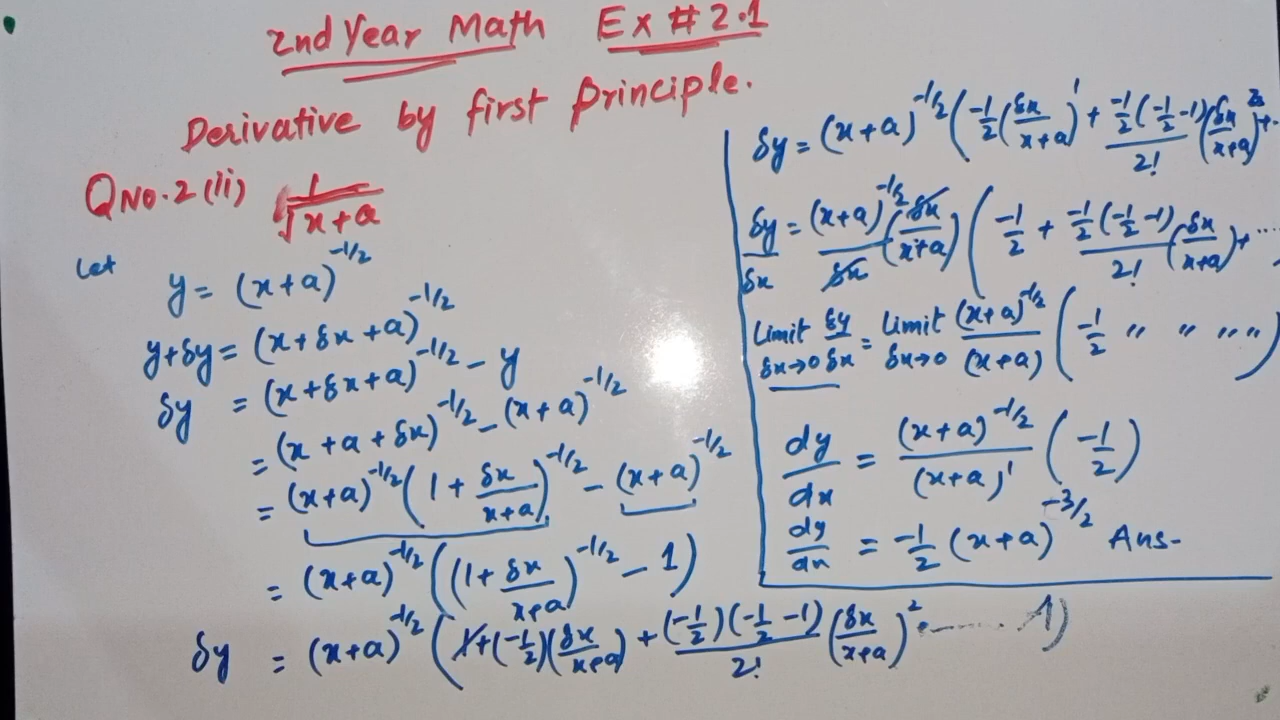 2nd Year Math Ex # 2.1
Derivative by first Principle.
Q No. 2 (ii) 1/√(x+a)
Let
y = (x+a)^(-1/2)
y+δy = (x+δx+a)^(-1/2)
δy = (x+δx+a)^(-1/2) - y
= (x+a+δx)^(-1/2) - (x+a)^(-1/2)
= (x+a)^(-1/2) (1 + δx/(x+a))^(-1/2) - (x+a)^(-1/2)
= (x+a)^(-1/2) ((1 + δx/(x+a))^(-1/2) - 1)
δy = (x+a)^(-1/2) (1 + (-1/2)(δx/(x+a)) + (-1/2)(-1/2 -1)/2! (δx/(x+a))^2 ...... 1)
δy = (x+a)^(-1/2) (-1/2 (δx/(x+a))^1 + -1/2(-1/2 -1)/2! (δx/(x+a))^2 + ..
δy/δx = (x+a)^(-1/2)/δx (δx/(x+a)) (-1/2 + -1/2(-1/2 -1)/2! (δx/(x+a)) + ....
Limit δx→0 δy/δx = Limit δx→0 (x+a)^(-1/2)/(x+a) (-1/2 " " " ")
dy/dx = (x+a)^(-1/2)/(x+a)^1 (-1/2)
dy/dx = -1/2 (x+a)^(-3/2) Ans-